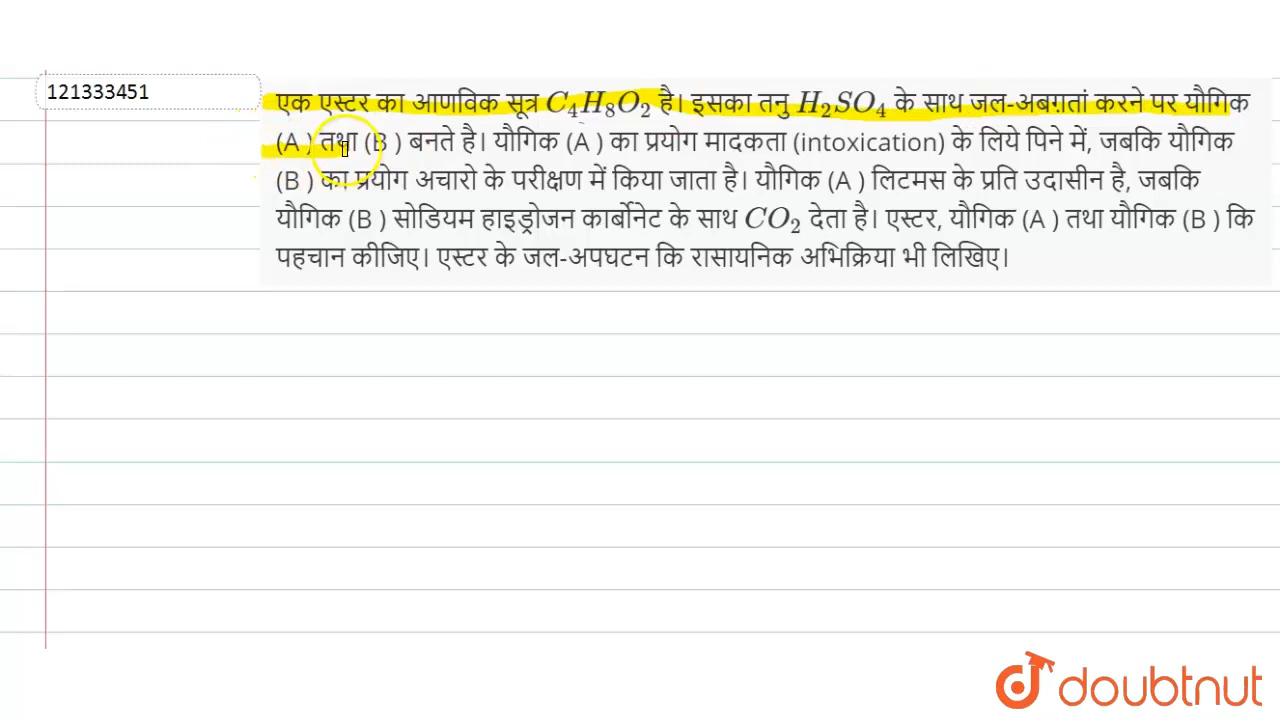 121333451
एक एस्टर का आणविक सूत्र C₄H₈O₂ है। इसका तनु H₂SO₄ के साथ जल-अबग़तां करने पर यौगिक
(A ) तथा (B ) बनते है। यौगिक (A ) का प्रयोग मादकता (intoxication) के लिये पिने में, जबकि यौगिक
(B ) का प्रयोग अचारो के परीक्षण में किया जाता है। यौगिक (A ) लिटमस के प्रति उदासीन है, जबकि
यौगिक (B ) सोडियम हाइड्रोजन कार्बोनेट के साथ CO₂ देता है। एस्टर, यौगिक (A ) तथा यौगिक (B ) कि
पहचान कीजिए। एस्टर के जल-अपघटन कि रासायनिक अभिक्रिया भी लिखिए।
doubtnut